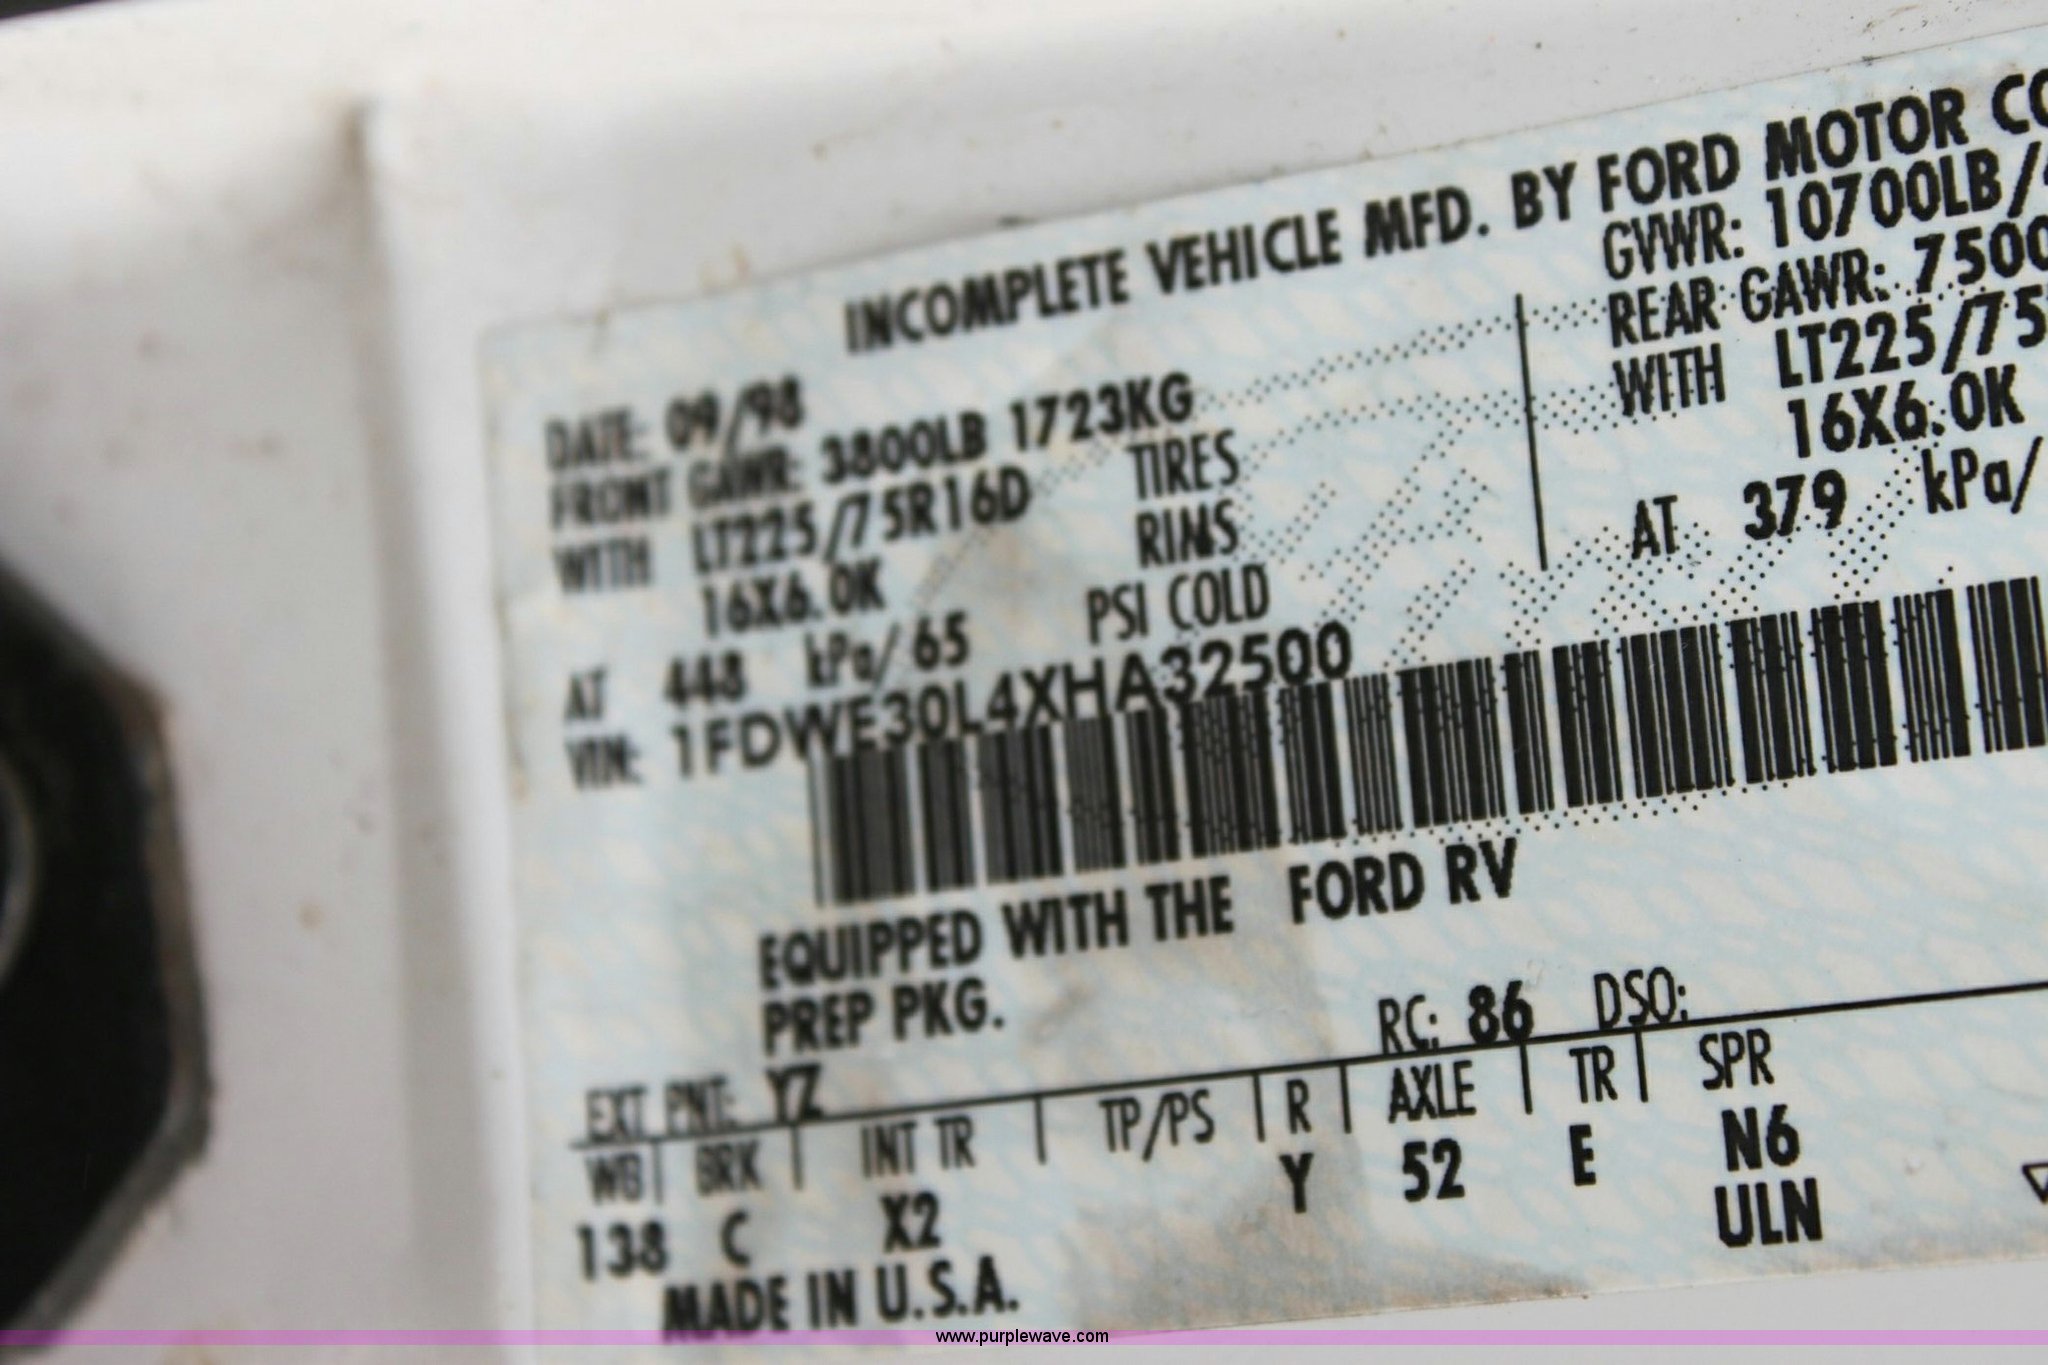 INCOMPLETE VEHICLE MFD. BY FORD MOTOR CO
DATE: 09/98
GVWR: 10700LB/
FRONT GAWR: 3800LB 1723KG
REAR GAWR: 7500
WITH LT225/75R16D TIRES
WITH LT225/75
16X6.0K RIMS
16X6.0K
AT 448 kPa/ 65 PSI COLD
AT 379 kPa/
VIN: 1FDWE30L4XHA32500
EQUIPPED WITH THE FORD RV
PREP PKG.
RC: 86 DSO:
EXT PNT: YZ
WB BRK INT TR TP/PS R AXLE TR SPR
138 C X2 Y 52 E N6
ULN
MADE IN U.S.A.
www.purplewave.com